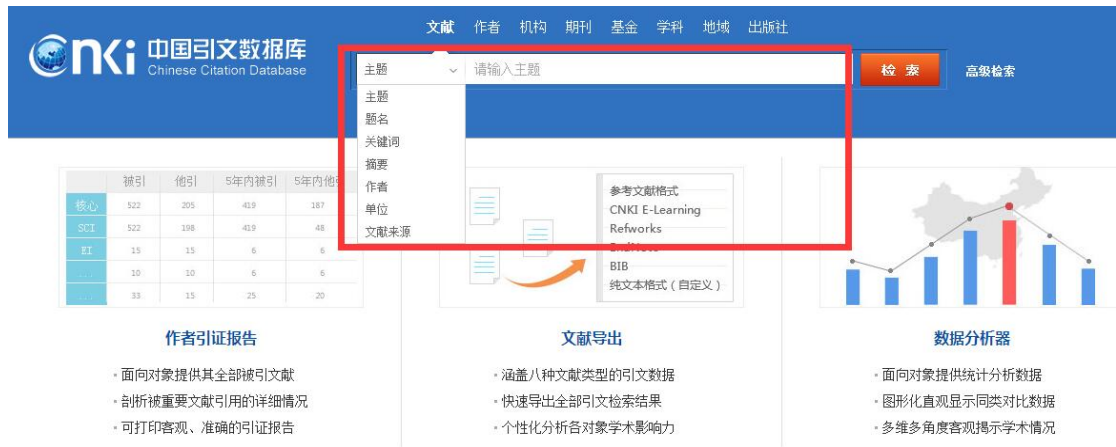 文献 作者 机构 期刊 基金 学科 地域 出版社
Cnki 中国引文数据库
Chinese Citation Database
主题 请输入主题 检索 高级检索
主题
题名
关键词
摘要
作者
单位
文献来源
被引 他引 5年内被引 5年内他
核心 522 205 419 187
SCI 522 198 419 48
EI 15 15 6 6
... 10 10 6 6
... 33 15 25 20
参考文献格式
CNKI E-Learning
Refworks
EndNote
BIB
纯文本格式(自定义)
作者引证报告
·面向对象提供其全部被引文献
·剖析被重要文献引用的详细情况
·可打印客观、准确的引证报告
文献导出
·涵盖八种文献类型的引文数据
·快速导出全部引文检索结果
·个性化分析各对象学术影响力
数据分析器
·面向对象提供统计分析数据
·图形化直观显示同类对比数据
·多维多角度客观揭示学术情况